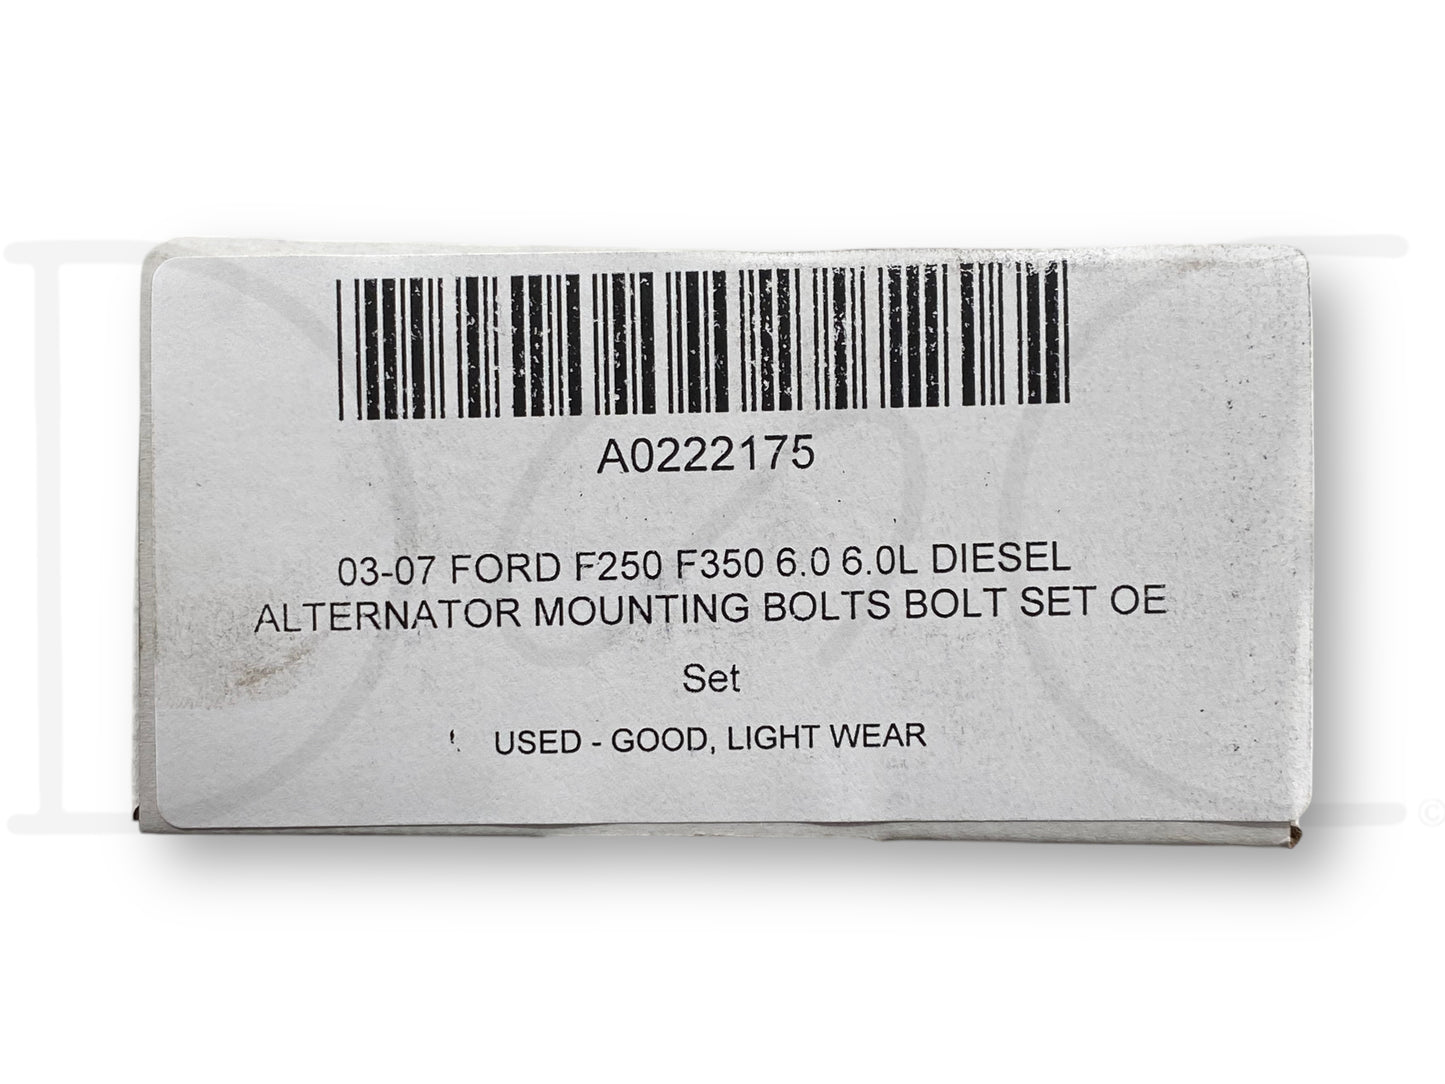 A0222175
03-07 FORD F250 F350 6.0 6.0L DIESEL
ALTERNATOR MOUNTING BOLTS BOLT SET OE
Set
USED - GOOD, LIGHT WEAR
©